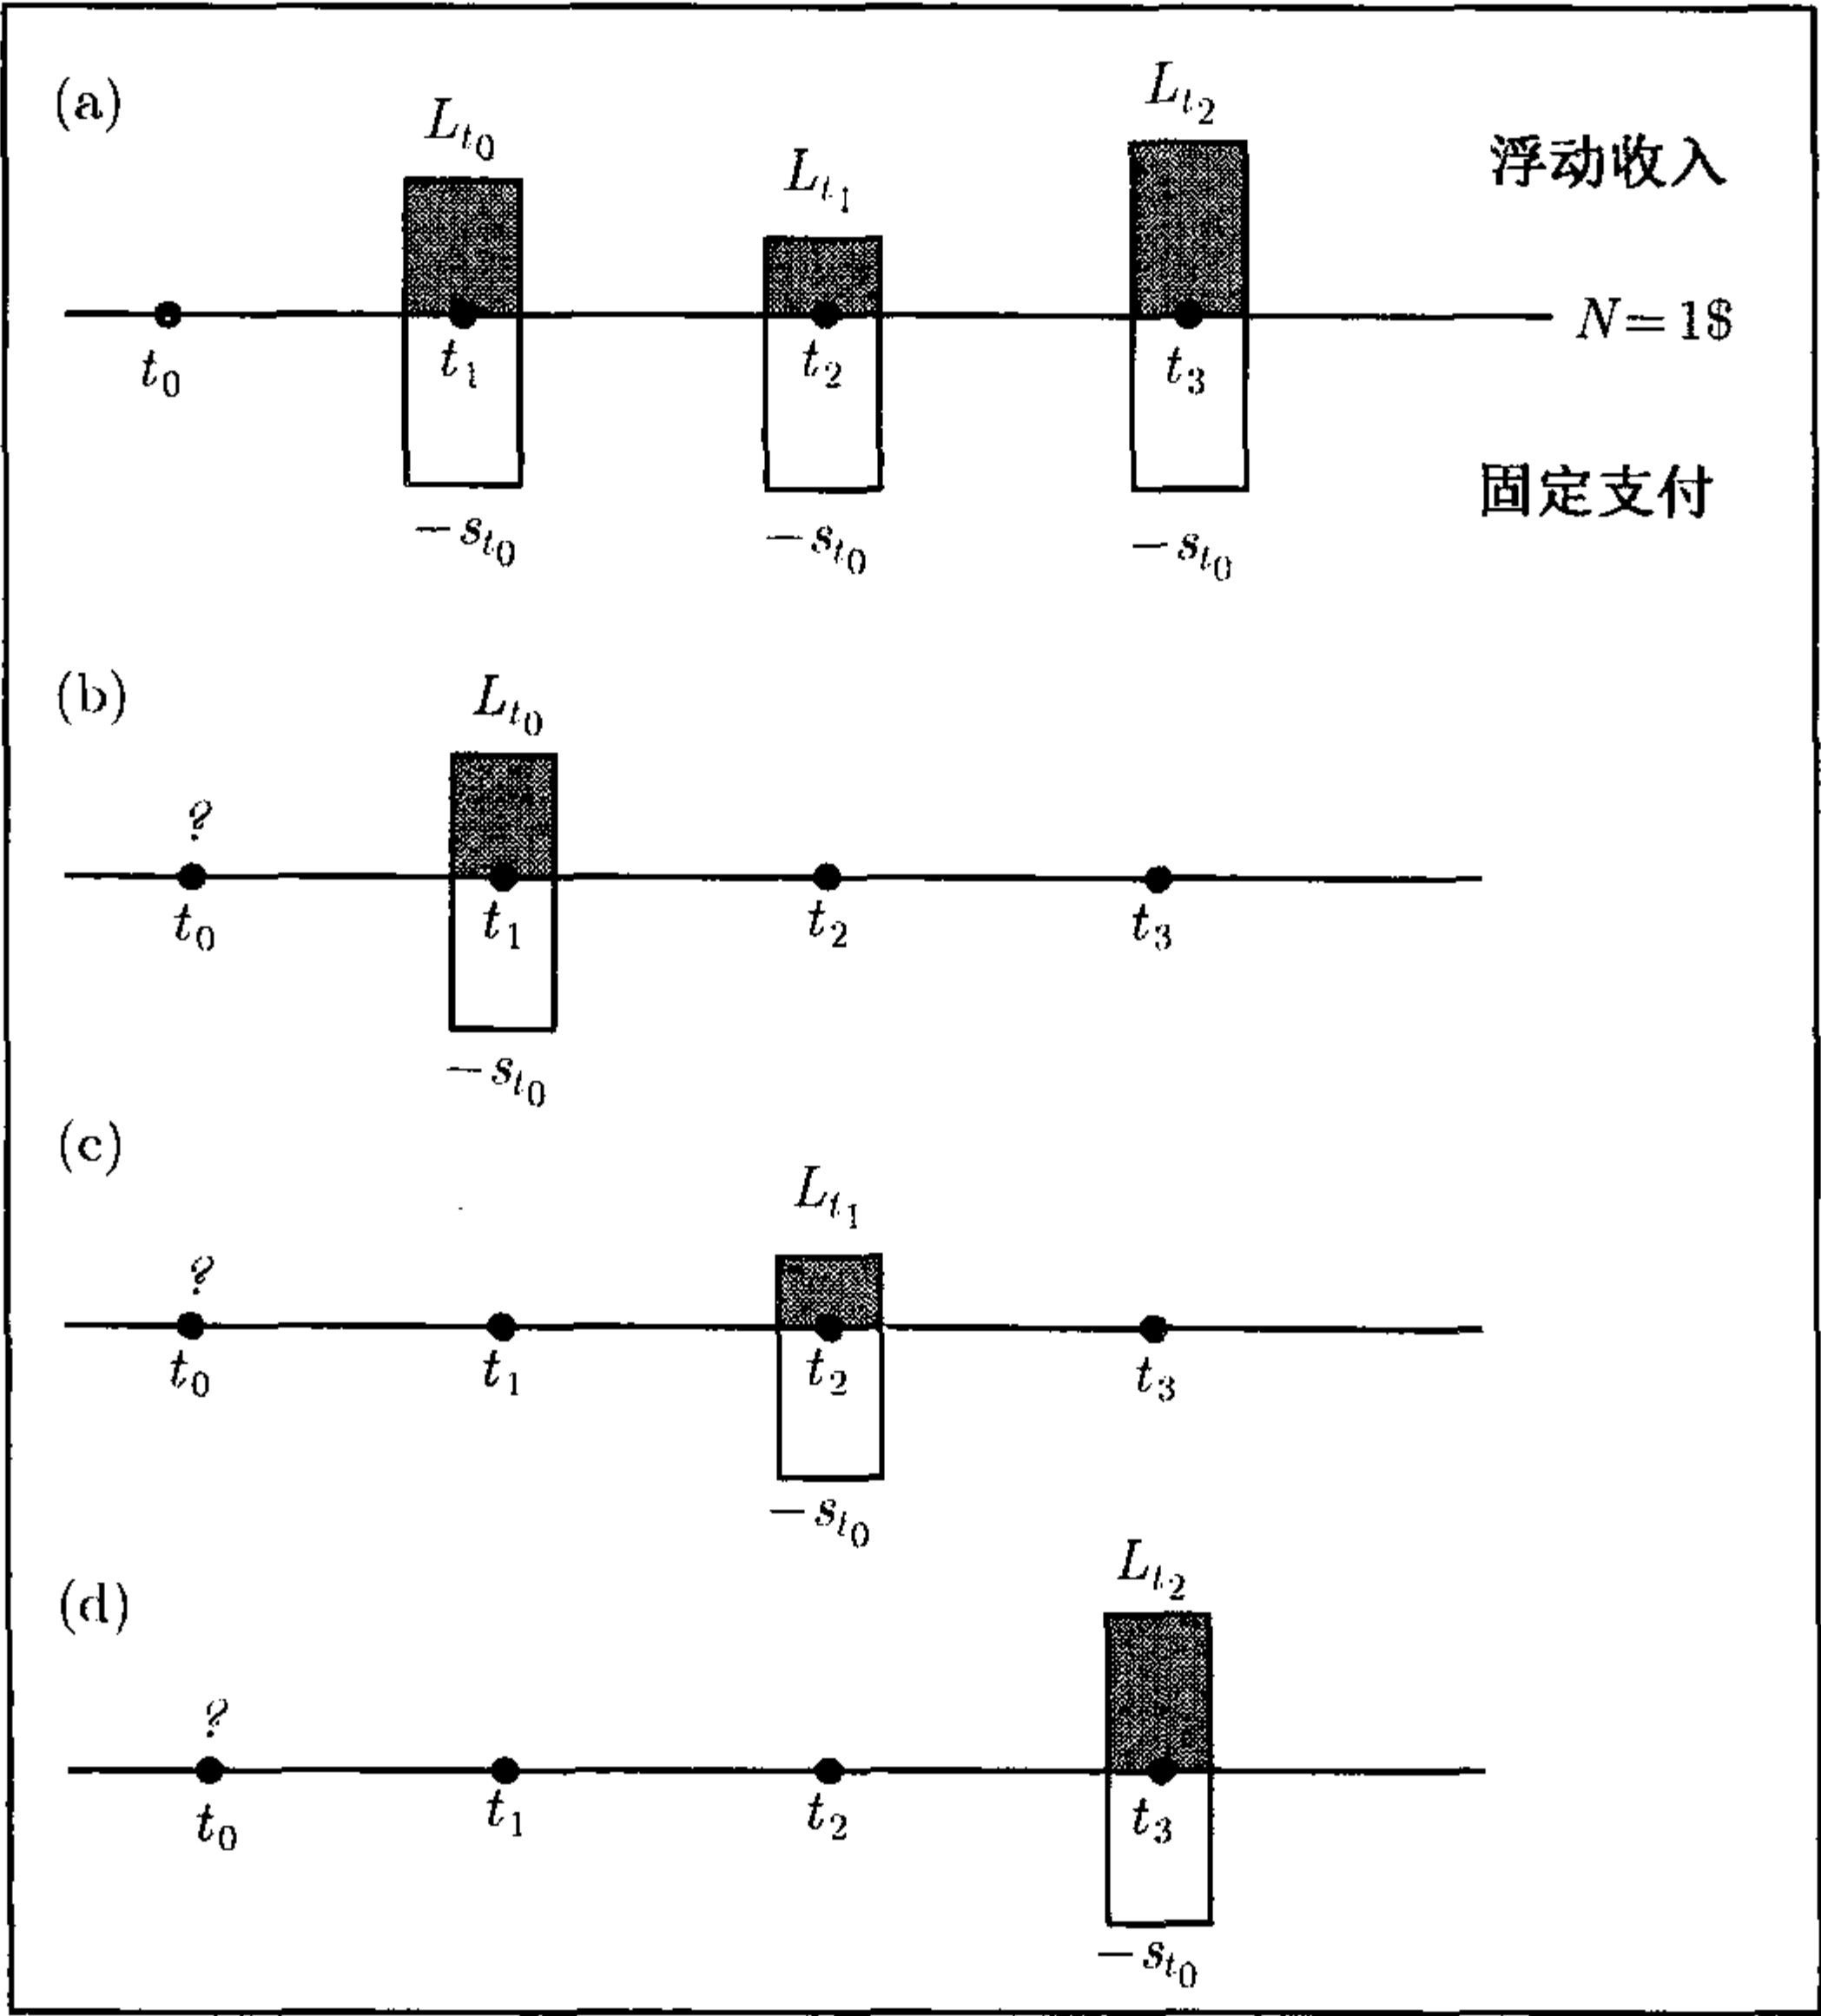 (a)
L_{t_0} L_{t_1} L_{t_2} 浮动收入
t_0 t_1 t_2 t_3 N=1$
固定支付
-s_{t_0} -s_{t_0} -s_{t_0}
(b)
L_{t_0}
?
t_0 t_1 t_2 t_3
-s_{t_0}
(c)
L_{t_1}
?
t_0 t_1 t_2 t_3
-s_{t_0}
(d)
L_{t_2}
?
t_0 t_1 t_2 t_3
-s_{t_0}